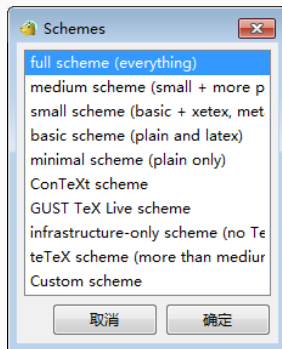 Schemes
full scheme (everything)
medium scheme (small + more p
small scheme (basic + xetex, met
basic scheme (plain and latex)
minimal scheme (plain only)
ConTeXt scheme
GUST TeX Live scheme
infrastructure-only scheme (no Te
teTeX scheme (more than mediur
Custom scheme
取消 确定